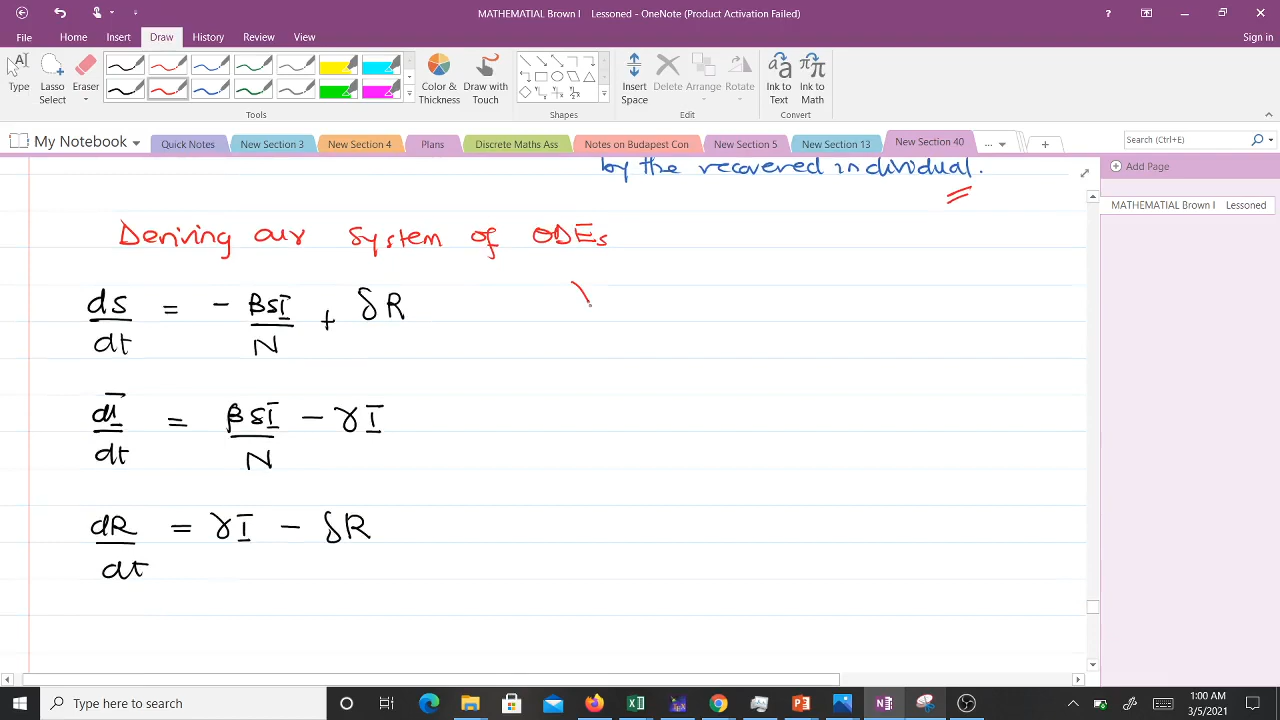 MATHEMATIAL Brown I    Lessoned - OneNote (Product Activation Failed)
File Home Insert Draw History Review View Sign in
Type Lasso Select Eraser Color & Thickness Draw with Touch Insert Space Delete Arrange Rotate Ink to Text Ink to Math
Tools Shapes Edit Convert
My Notebook Quick Notes New Section 3 New Section 4 Plans Discrete Maths Ass Notes on Budapest Con New Section 5 New Section 13 New Section 40 ... Search (Ctrl+E)
Add Page
MATHEMATIAL Brown I    Lessoned
by the recovered individual.
Deriving our system of ODEs
dS/dt = - βSI/N + δR
dI/dt = βSI/N - γI
dR/dt = γI - δR
Type here to search
1:00 AM
3/5/2021